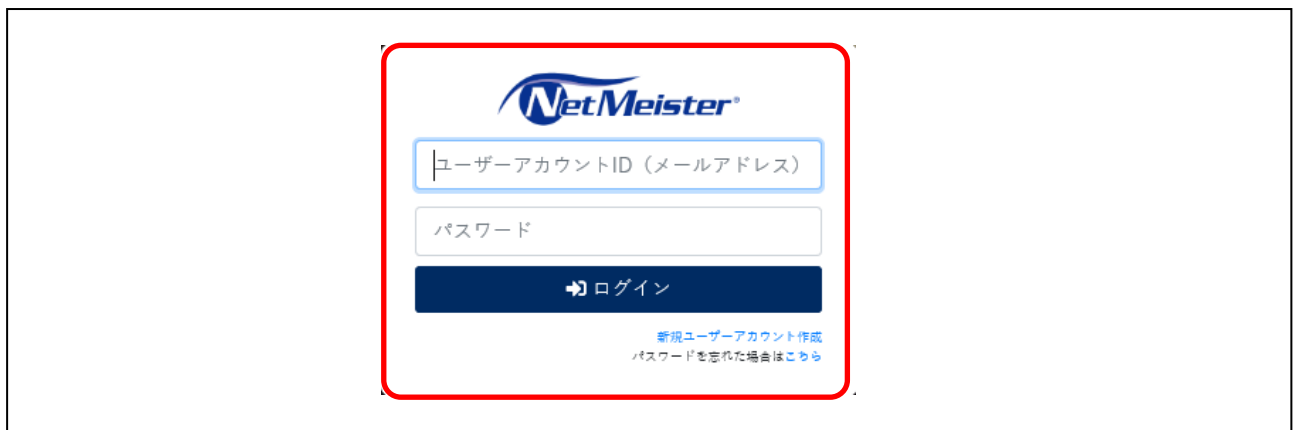 NetMeister®
ユーザーアカウントID（メールアドレス）
パスワード
ログイン
新規ユーザーアカウント作成
パスワードを忘れた場合はこちら